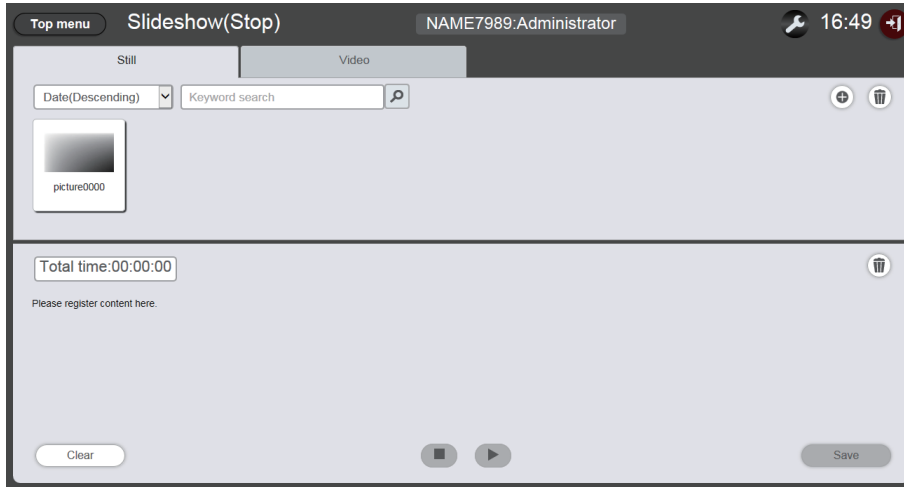 Top menu Slideshow(Stop) NAME7989:Administrator 16:49
Still Video
Date(Descending) Keyword search
picture0000
Total time:00:00:00
Please register content here.
Clear Save